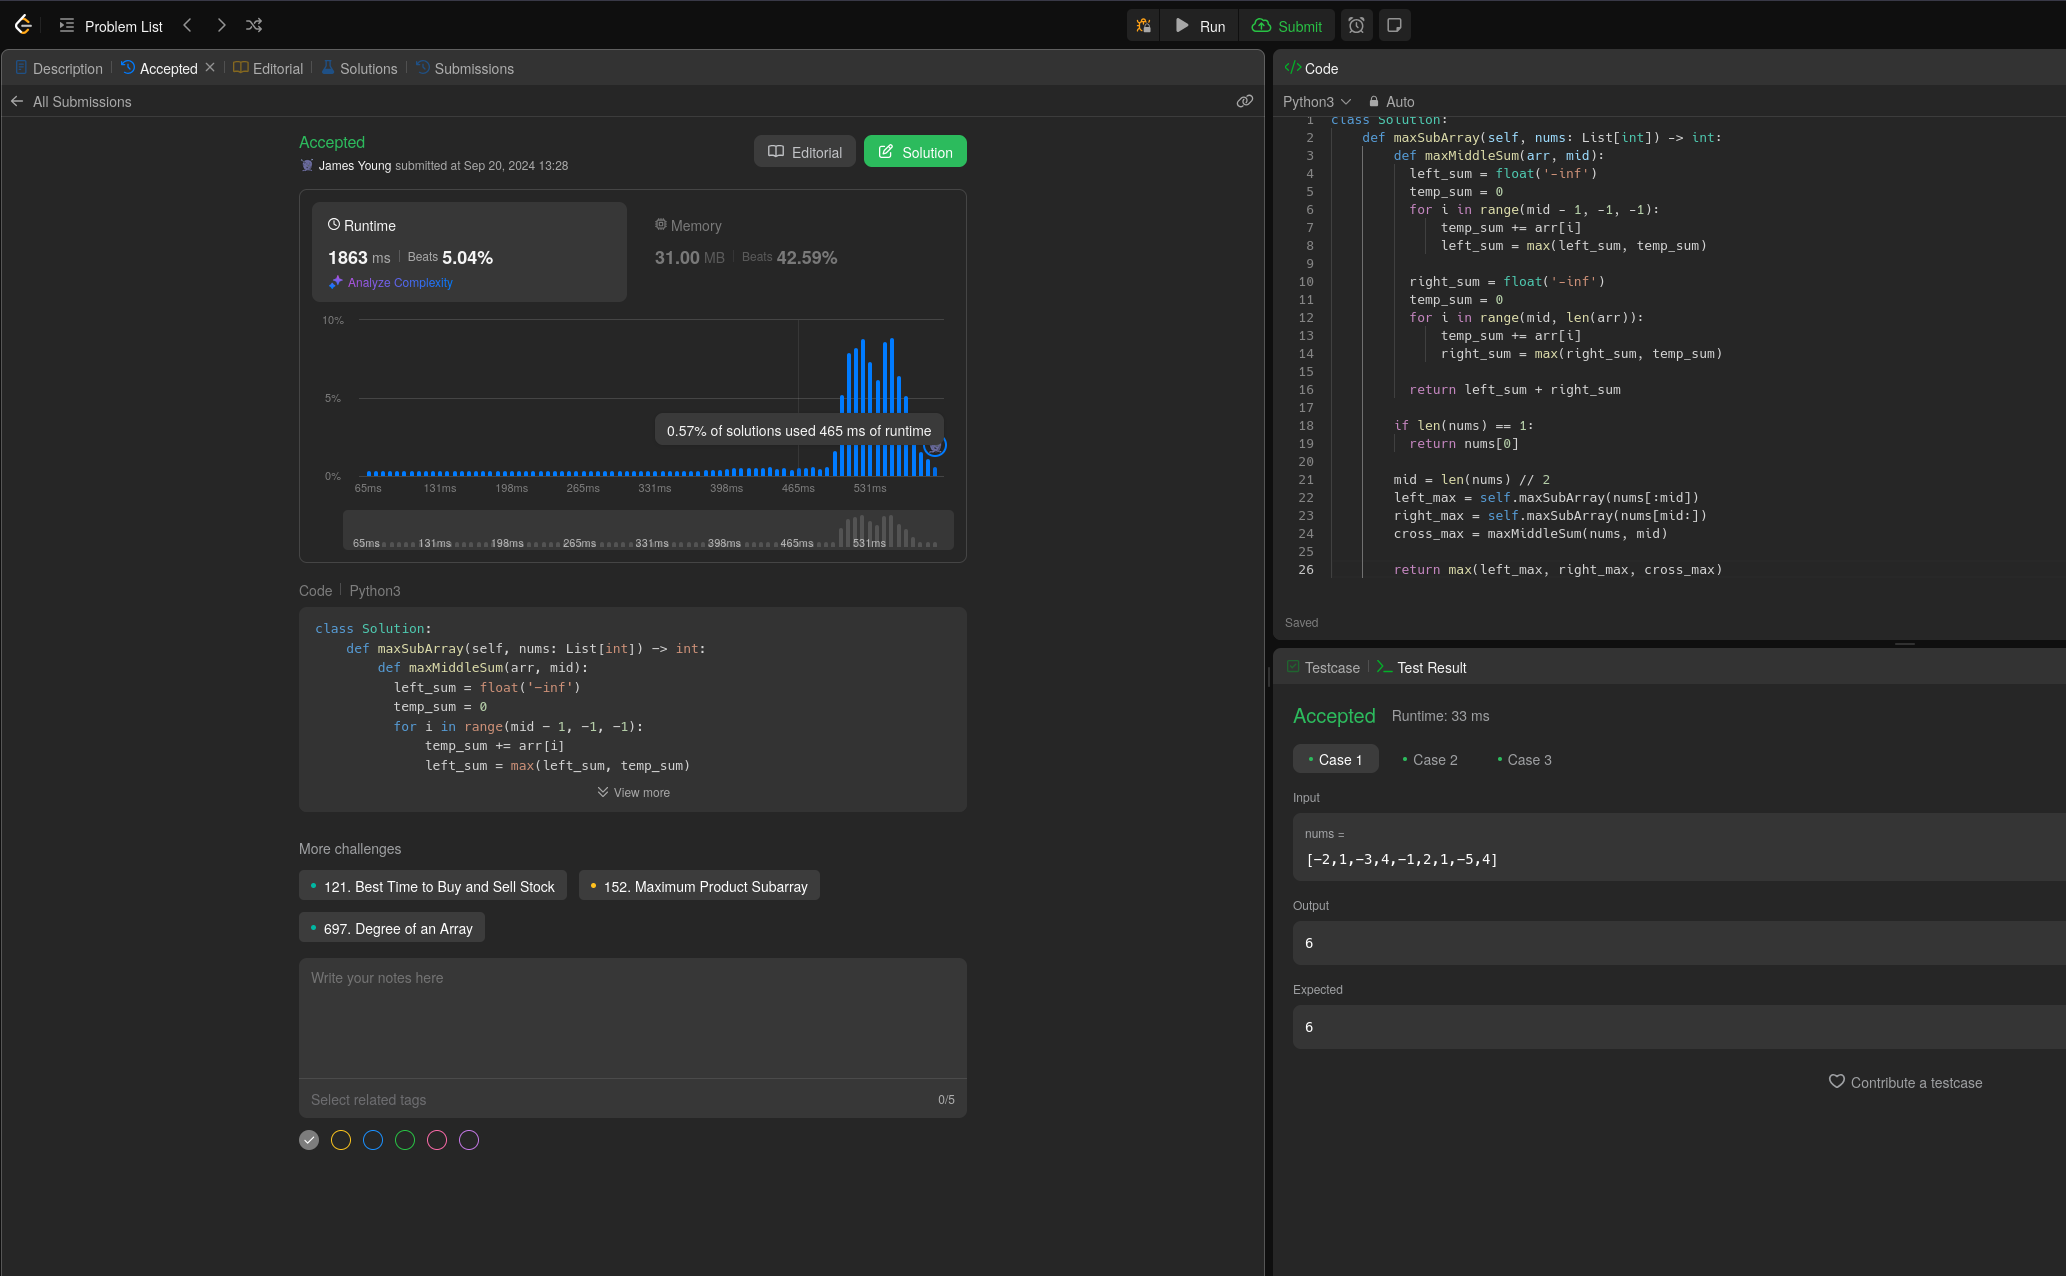 Problem List
Run
Submit
Description
Accepted
Editorial
Solutions
Submissions
All Submissions
Accepted
James Young submitted at Sep 20, 2024 13:28
Editorial
Solution
Runtime
1863 ms | Beats 5.04%
Analyze Complexity
Memory
31.00 MB | Beats 42.59%
10%
5%
0%
0.57% of solutions used 465 ms of runtime
65ms 131ms 198ms 265ms 331ms 398ms 465ms 531ms
65ms 131ms 198ms 265ms 331ms 398ms 465ms 531ms
Code | Python3
class Solution:
    def maxSubArray(self, nums: List[int]) -> int:
        def maxMiddleSum(arr, mid):
          left_sum = float('-inf')
          temp_sum = 0
          for i in range(mid - 1, -1, -1):
              temp_sum += arr[i]
              left_sum = max(left_sum, temp_sum)
View more
More challenges
121. Best Time to Buy and Sell Stock
152. Maximum Product Subarray
697. Degree of an Array
Write your notes here
Select related tags
0/5
</> Code
Python3
Auto
1 class Solution:
2     def maxSubArray(self, nums: List[int]) -> int:
3         def maxMiddleSum(arr, mid):
4           left_sum = float('-inf')
5           temp_sum = 0
6           for i in range(mid - 1, -1, -1):
7               temp_sum += arr[i]
8               left_sum = max(left_sum, temp_sum)
9
10           right_sum = float('-inf')
11           temp_sum = 0
12           for i in range(mid, len(arr)):
13               temp_sum += arr[i]
14               right_sum = max(right_sum, temp_sum)
15
16           return left_sum + right_sum
17
18         if len(nums) == 1:
19           return nums[0]
20
21         mid = len(nums) // 2
22         left_max = self.maxSubArray(nums[:mid])
23         right_max = self.maxSubArray(nums[mid:])
24         cross_max = maxMiddleSum(nums, mid)
25
26         return max(left_max, right_max, cross_max)
Saved
Testcase
Test Result
Accepted
Runtime: 33 ms
Case 1
Case 2
Case 3
Input
nums =
[-2,1,-3,4,-1,2,1,-5,4]
Output
6
Expected
6
Contribute a testcase